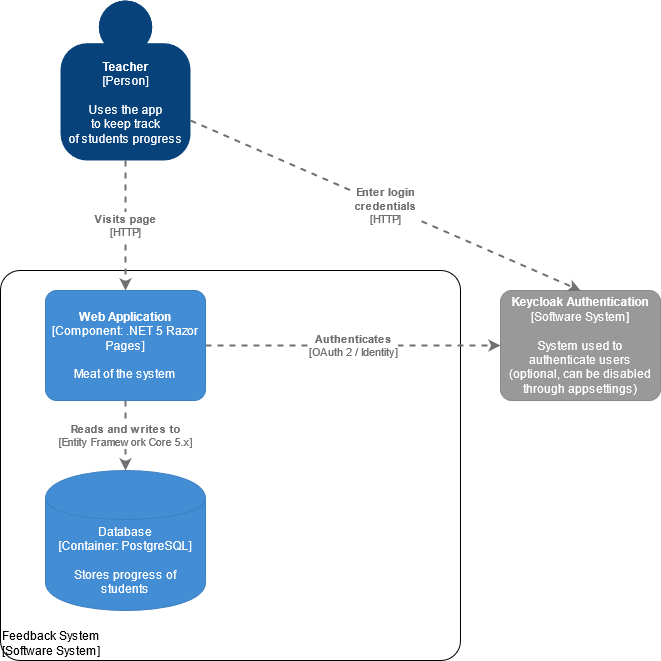 Teacher
[Person]
Uses the app
to keep track
of students progress
Enter login
credentials
[HTTP]
Visits page
[HTTP]
Web Application
[Component: .NET 5 Razor
Pages]
Meat of the system
Authenticates
[OAuth 2 / Identity]
Keycloak Authentication
[Software System]
System used to
authenticate users
(optional, can be disabled
through appsettings)
Reads and writes to
[Entity Framework Core 5.x]
Database
[Container: PostgreSQL]
Stores progress of
students
Feedback System
[Software System]